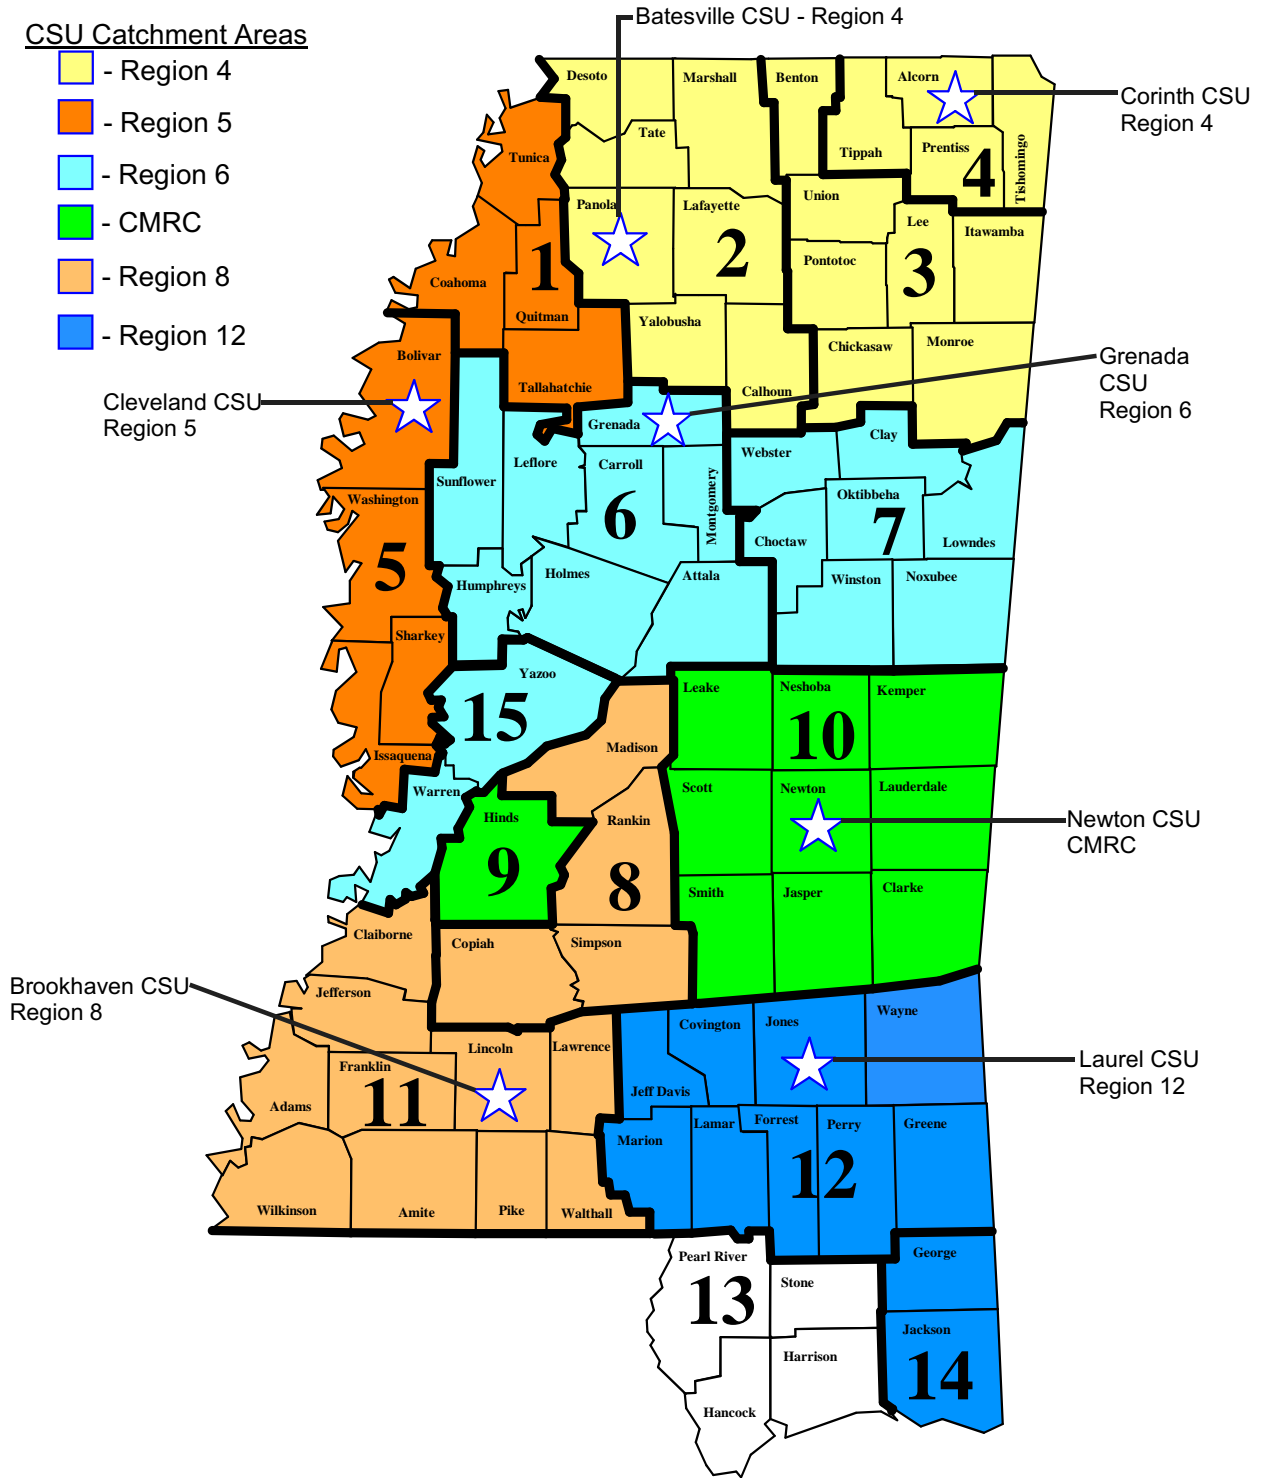 Batesville CSU - Region 4
CSU Catchment Areas
- Region 4
- Region 5
- Region 6
- CMRC
- Region 8
- Region 12
Corinth CSU
Region 4
Grenada
CSU
Region 6
Cleveland CSU
Region 5
Newton CSU
CMRC
Brookhaven CSU
Region 8
Laurel CSU
Region 12
Desoto
Marshall
Benton
Alcorn
Tate
Tippah
Prentiss
4
Tishomingo
Tunica
Panola
Lafayette
Union
Lee
Itawamba
1
2
3
Pontotoc
Coahoma
Quitman
Yalobusha
Chickasaw
Monroe
Bolivar
Tallahatchie
Calhoun
Grenada
Clay
Webster
Leflore
Carroll
Sunflower
Montgomery
Washington
Oktibbeha
6
7
Choctaw
Lowndes
5
Humphreys
Holmes
Attala
Winston
Noxubee
Sharkey
Yazoo
Leake
Neshoba
Kemper
15
10
Madison
Issaquena
Warren
Scott
Newton
Lauderdale
Hinds
Rankin
9
8
Smith
Jasper
Clarke
Claiborne
Copiah
Simpson
Jefferson
Covington
Jones
Wayne
Lincoln
Lawrence
Franklin
Jeff Davis
Adams
11
Marion
Lamar
Forrest
Perry
Greene
12
Wilkinson
Amite
Pike
Walthall
Pearl River
George
Stone
13
Jackson
Harrison
14
Hancock